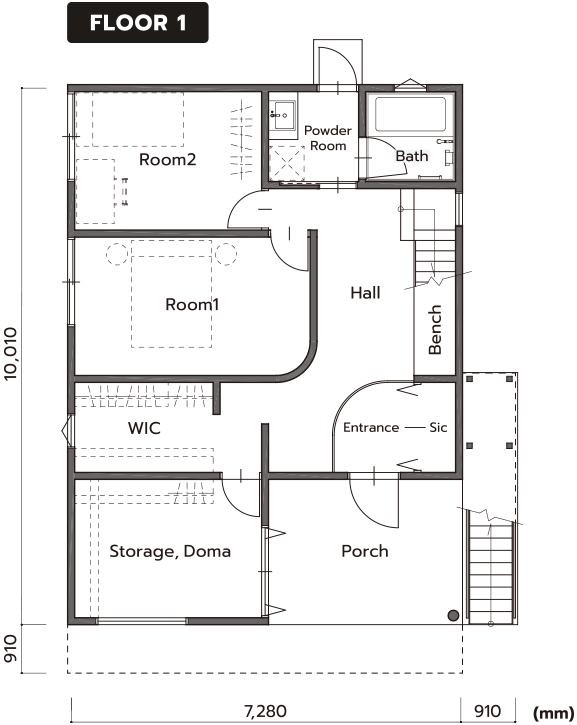 FLOOR 1
Powder
Room
Bath
Room2
Hall
Room1
Bench
10,010
WIC
Entrance — Sic
Storage, Doma
Porch
910
7,280
910
(mm)